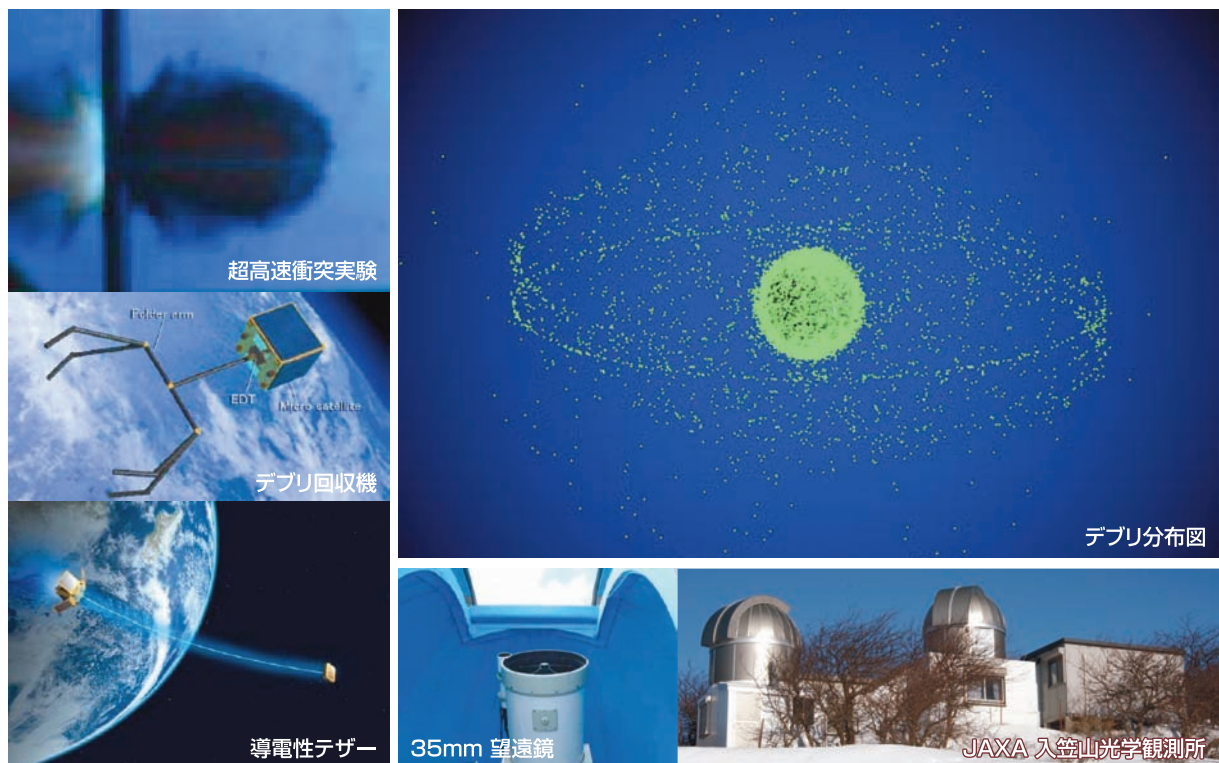 超高速衝突実験
Folder arm
EDT
Micro satellite
デブリ回収機
導電性テザー
デブリ分布図
35mm 望遠鏡
JAXA 入笠山光学観測所